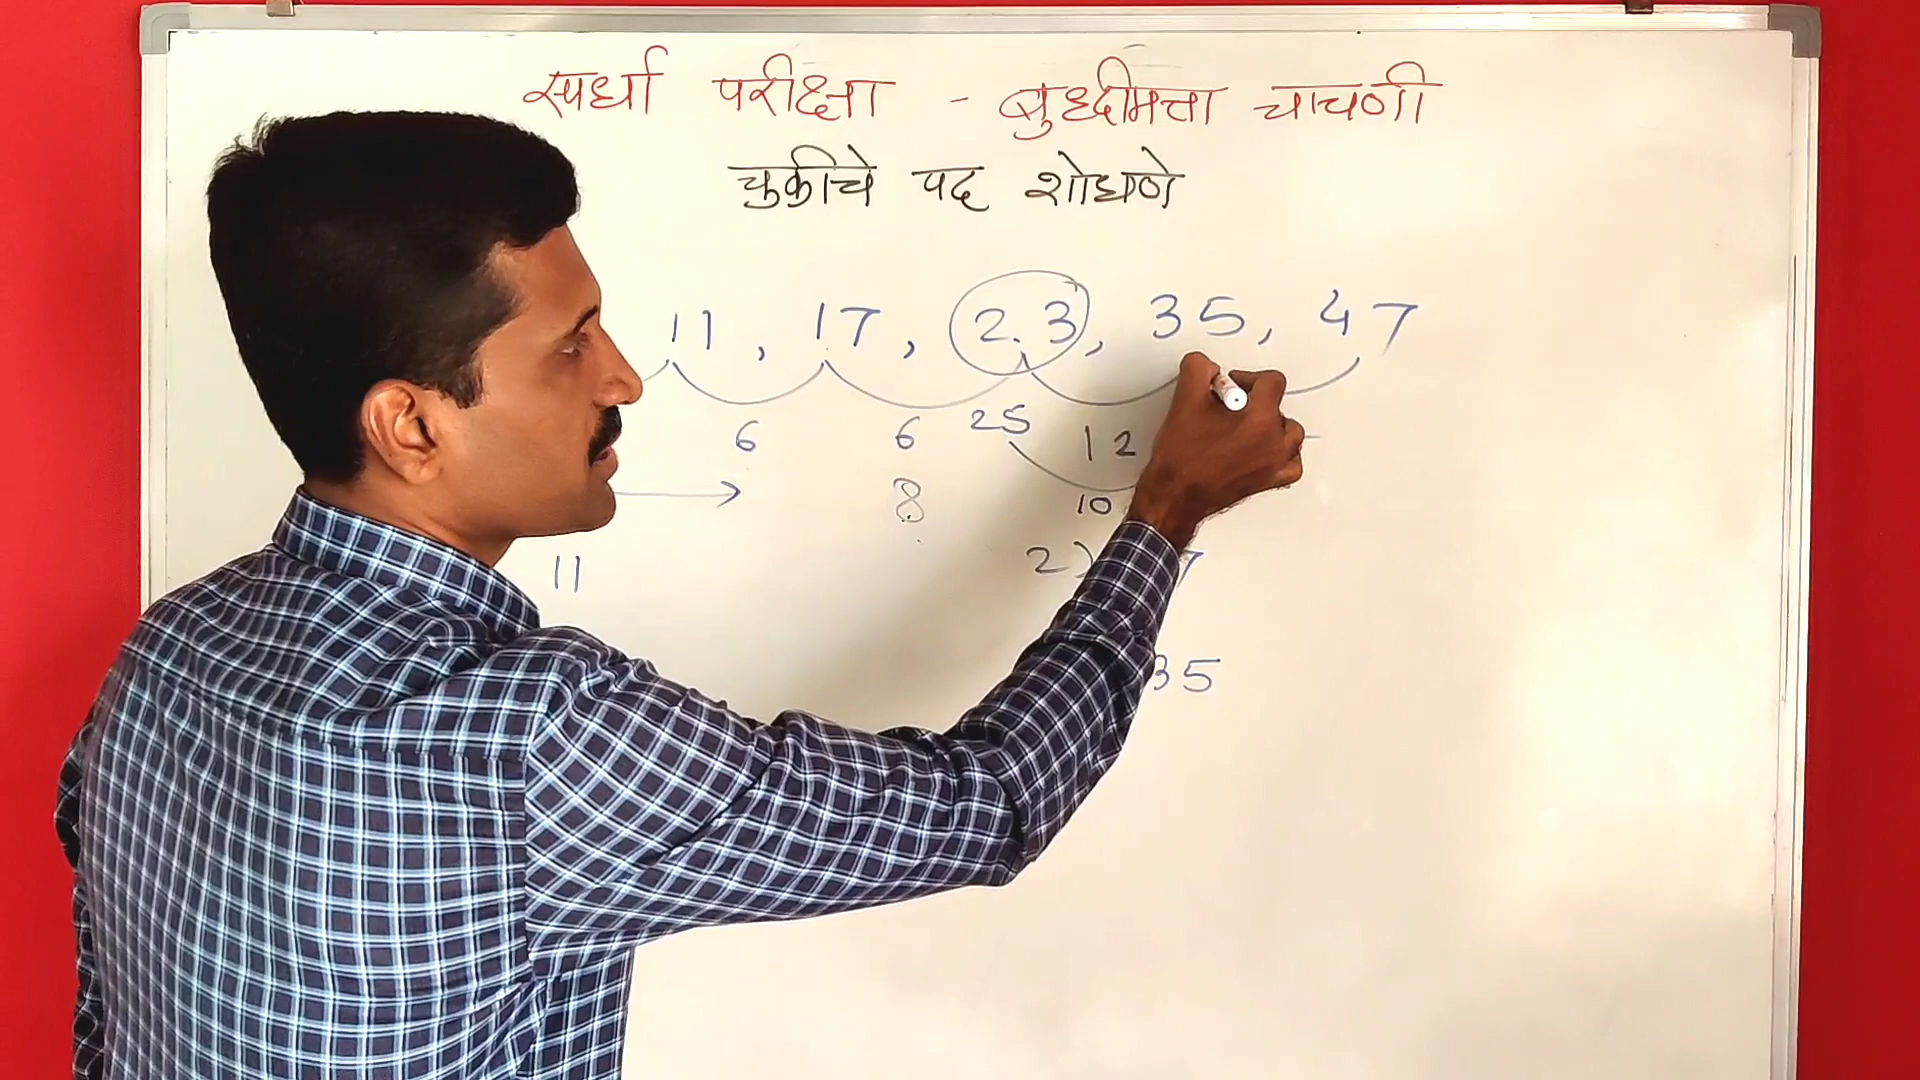 स्पर्धा परीक्षा - बुध्दीमत्ता चाचणी
चुकीचे पद शोधणे
11, 17, 23, 35, 47
6 6 25 12
8 10
11 2) 7
35